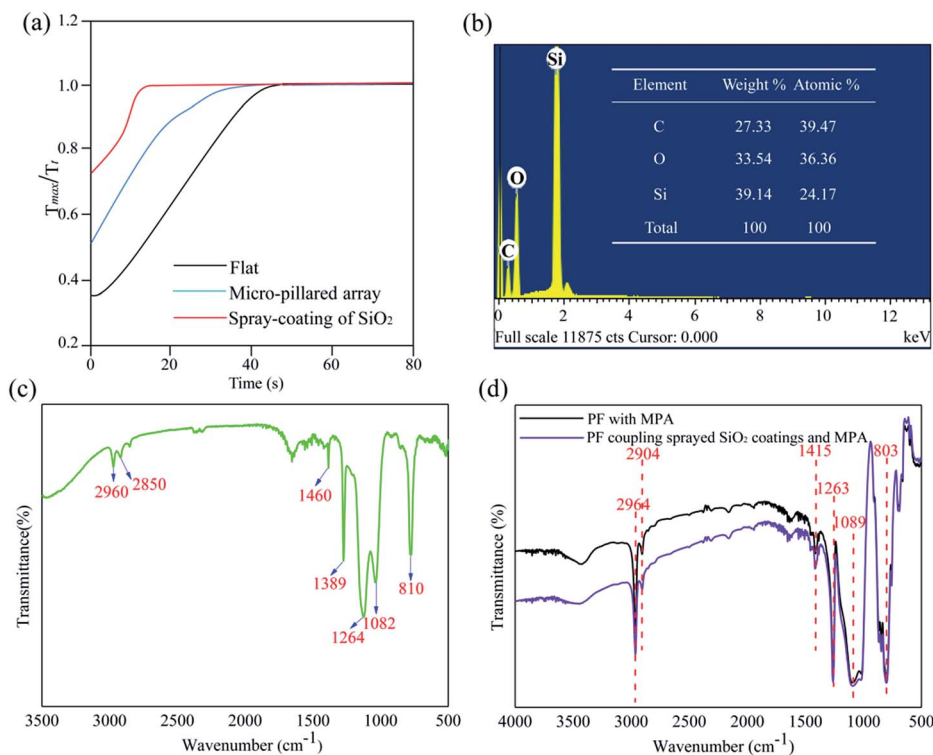 (a)
1.2
1.0
0.8
0.6
0.4
0.2
Tmax/Tt
Flat
Micro-pillared array
Spray-coating of SiO2
0 20 40 60 80
Time (s)
(b)
Si
O
C
Element Weight % Atomic %
C 27.33 39.47
O 33.54 36.36
Si 39.14 24.17
Total 100 100
0 2 4 6 8 10 12
Full scale 11875 cts Cursor: 0.000 keV
(c)
Transmittance(%)
2960
2850
1460
1389
1264
1082
810
3500 3000 2500 2000 1500 1000 500
Wavenumber (cm-1)
(d)
Transmittance (%)
PF with MPA
PF coupling sprayed SiO2 coatings and MPA
2904 1415 803
2964 1263
1089
4000 3500 3000 2500 2000 1500 1000 500
Wavenumber (cm-1)